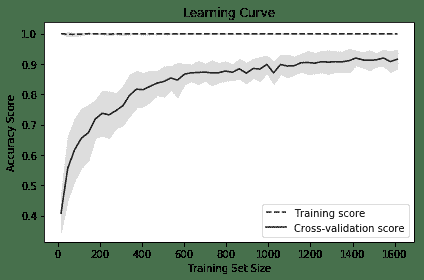 Learning Curve
1.0
0.9
0.8
0.7
0.6
0.5
0.4
Accuracy Score
0 200 400 600 800 1000 1200 1400 1600
Training Set Size
Training score
Cross-validation score